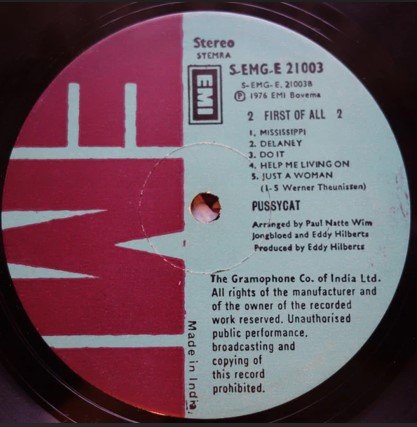 Stereo
STEMRA
EMI
S-EMG-E 21003
S-EMG-E. 21003B
Ⓟ 1976 EMI Bovema
2 FIRST OF ALL 2
1. MISSISSIPPI
2. DELANEY
3. DO IT
4. HELP ME LIVING ON
5. JUST A WOMAN
(1-5 Werner Theunissen)
PUSSYCAT
Arranged by Paul Natte Wim
Jongbloed and Eddy Hilberts
Produced by Eddy Hilberts
The Gramophone Co. of India Ltd.
All rights of the manufacturer and
of the owner of the recorded
work reserved. Unauthorised
public performance,
broadcasting and
copying of
this record
prohibited.
Made in India
EMI